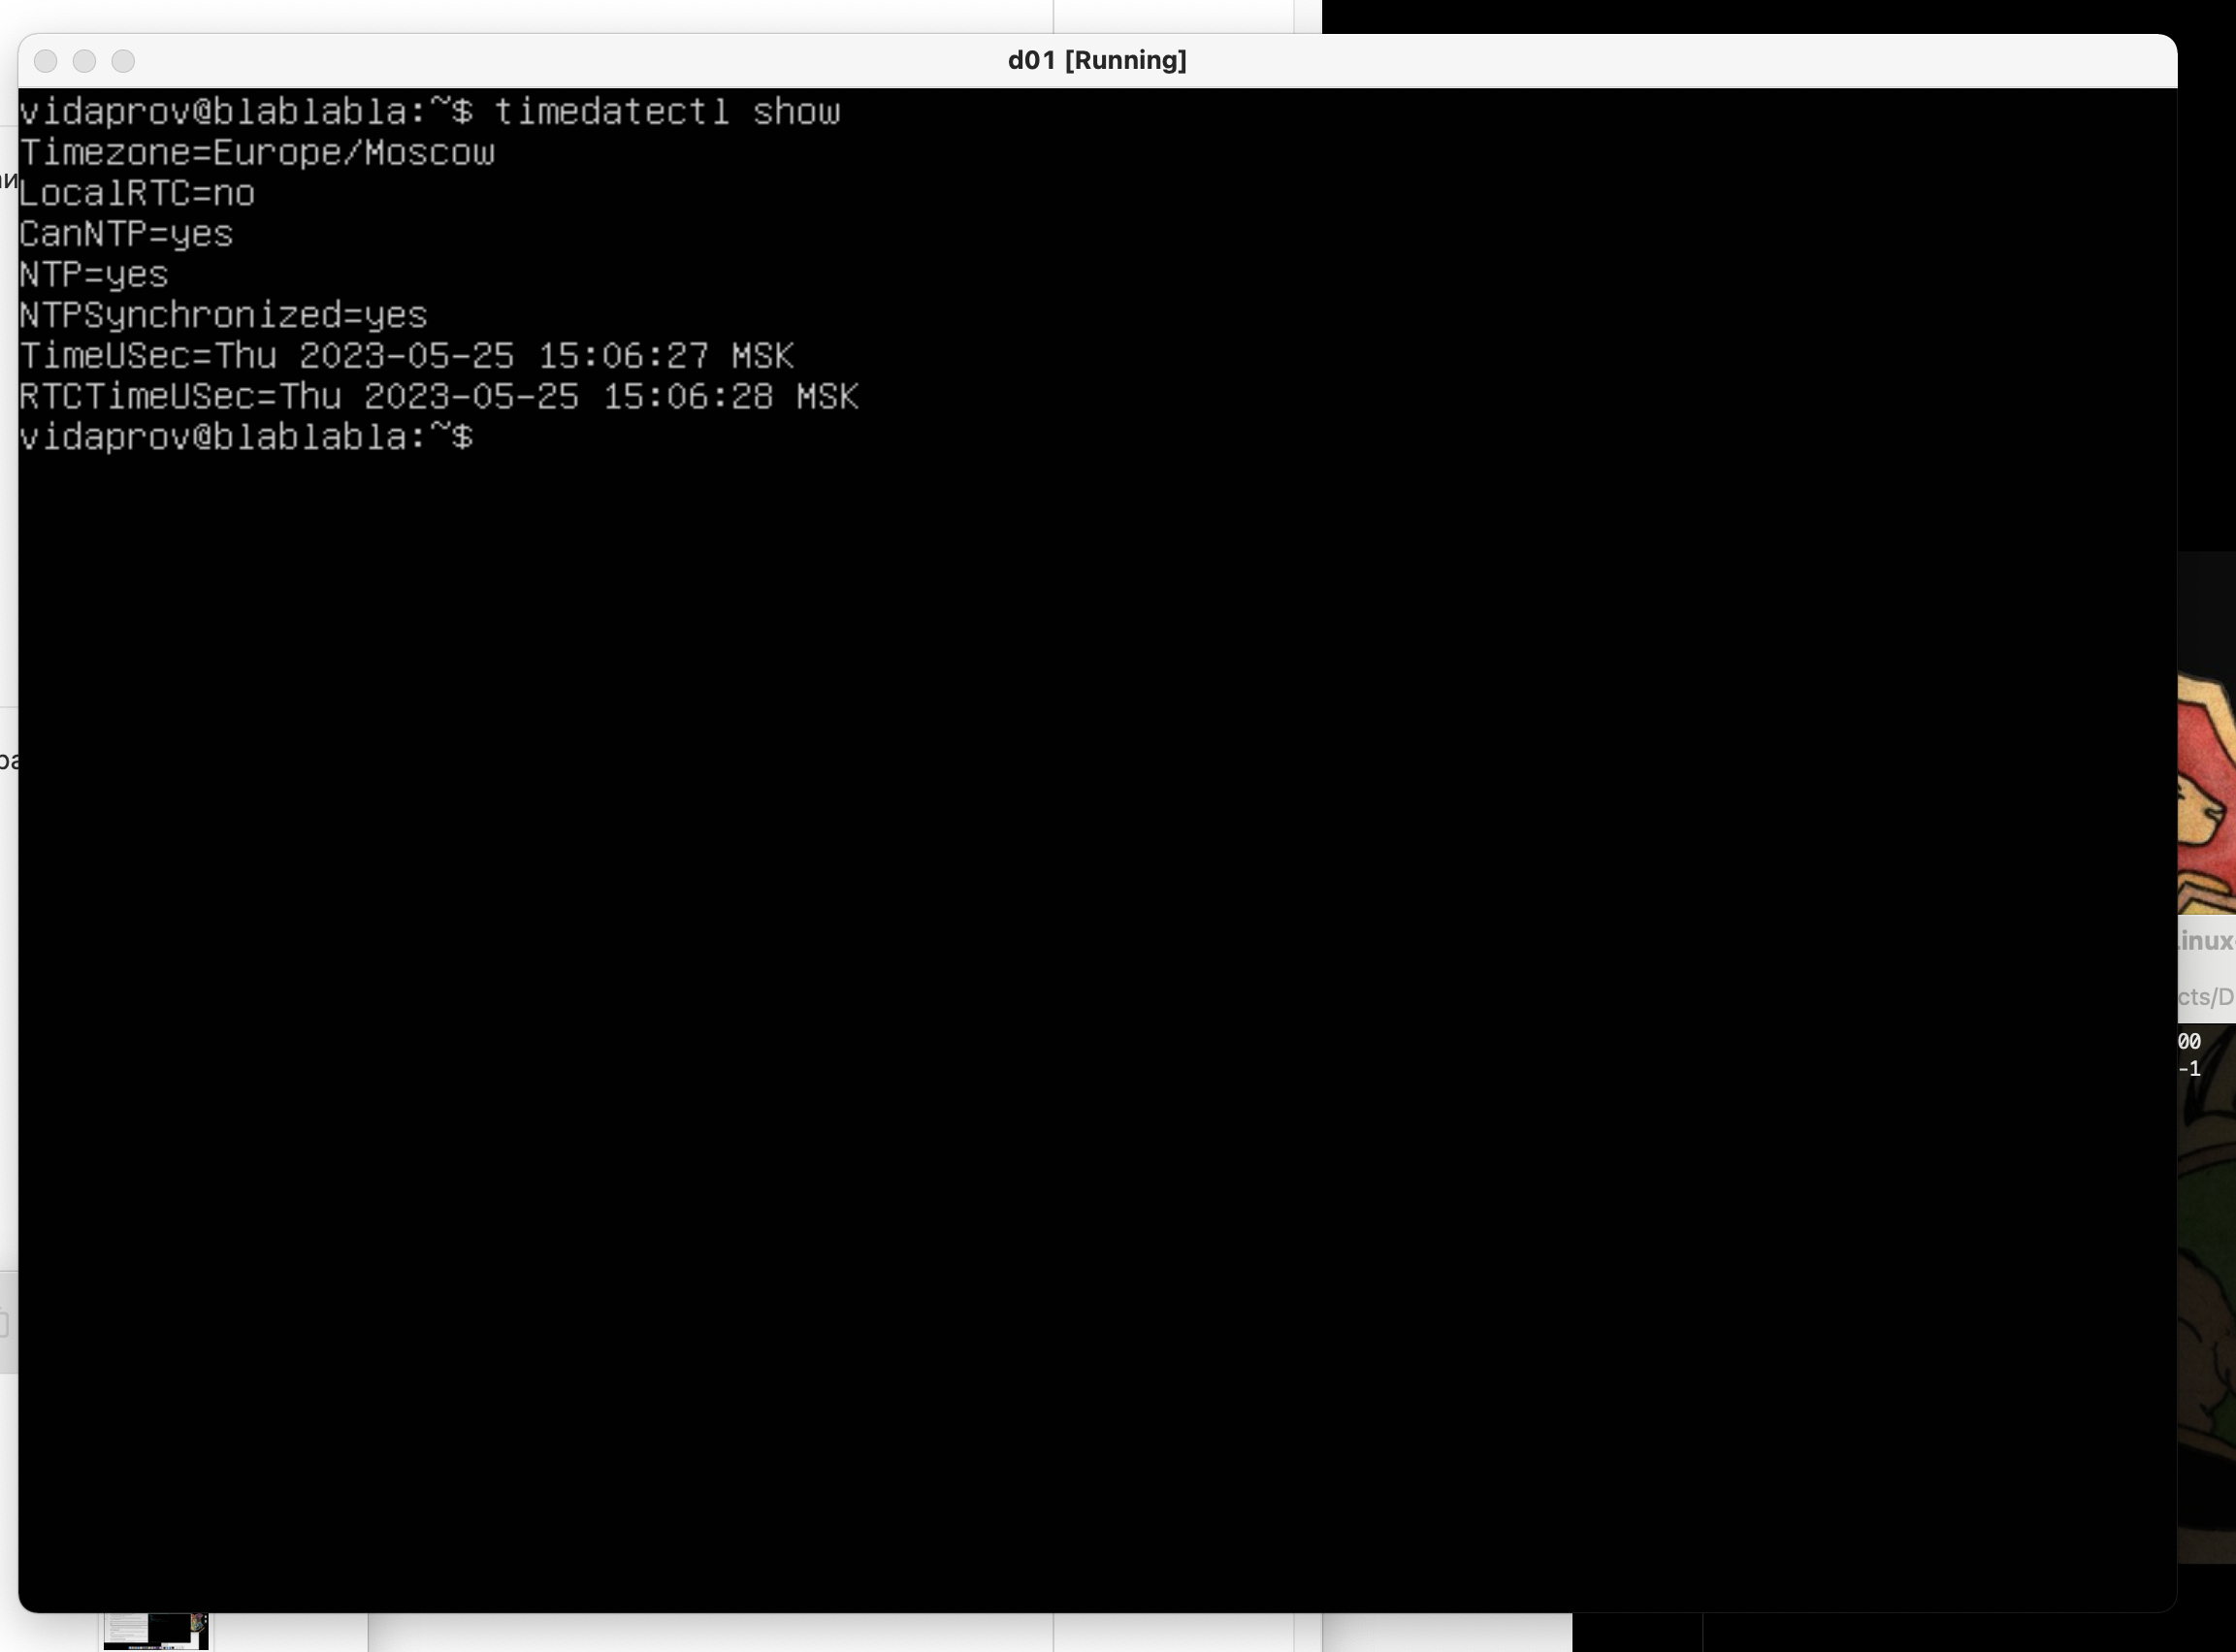 d01 [Running]
vidaprov@blablabla:~$ timedatectl show
Timezone=Europe/Moscow
LocalRTC=no
CanNTP=yes
NTP=yes
NTPSynchronized=yes
TimeUSec=Thu 2023-05-25 15:06:27 MSK
RTCTimeUSec=Thu 2023-05-25 15:06:28 MSK
vidaprov@blablabla:~$
inux-
cts/D
00
-1